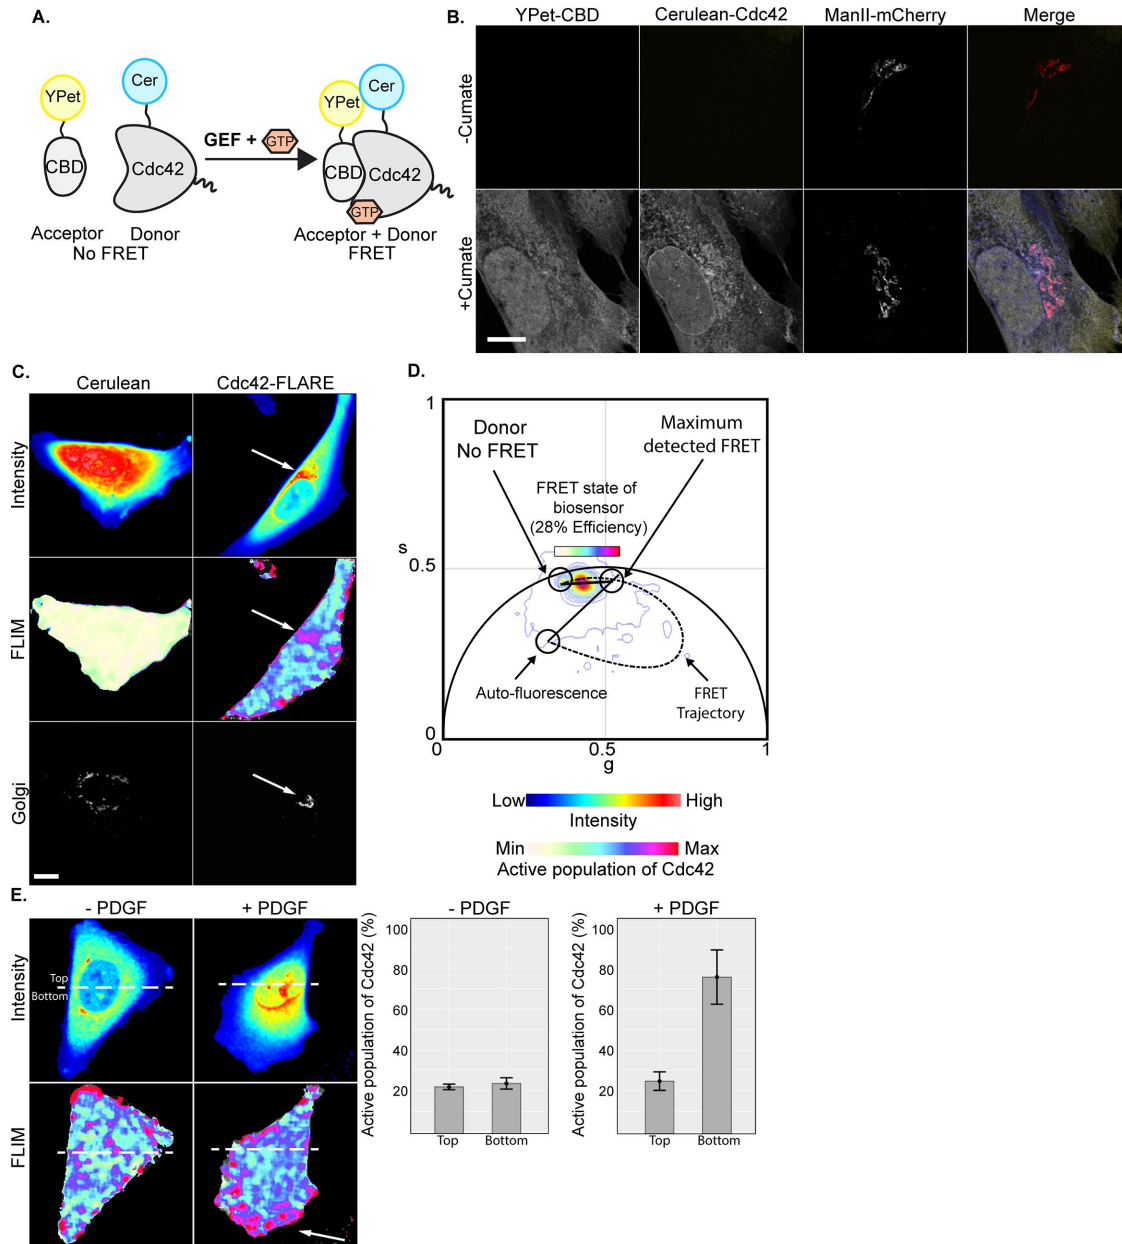 A.
YPet
Cer
CBD
Cdc42
GEF + GTP
YPet
Cer
CBD
Cdc42
GTP
Acceptor
Donor
No FRET
Acceptor + Donor
FRET
B.
YPet-CBD
Cerulean-Cdc42
ManII-mCherry
Merge
-Cumate
+Cumate
C.
Cerulean
Cdc42-FLARE
Intensity
FLIM
Golgi
D.
1
Donor
No FRET
Maximum
detected FRET
FRET state of
biosensor
(28% Efficiency)
s
0.5
Auto-fluorescence
FRET
Trajectory
0
0
0.5
1
g
Low
High
Intensity
Min
Max
Active population of Cdc42
E.
- PDGF
+ PDGF
Intensity
Top
Bottom
FLIM
- PDGF
Active population of Cdc42 (%)
100
80
60
40
20
Top
Bottom
+ PDGF
Active population of Cdc42 (%)
100
80
60
40
20
Top
Bottom